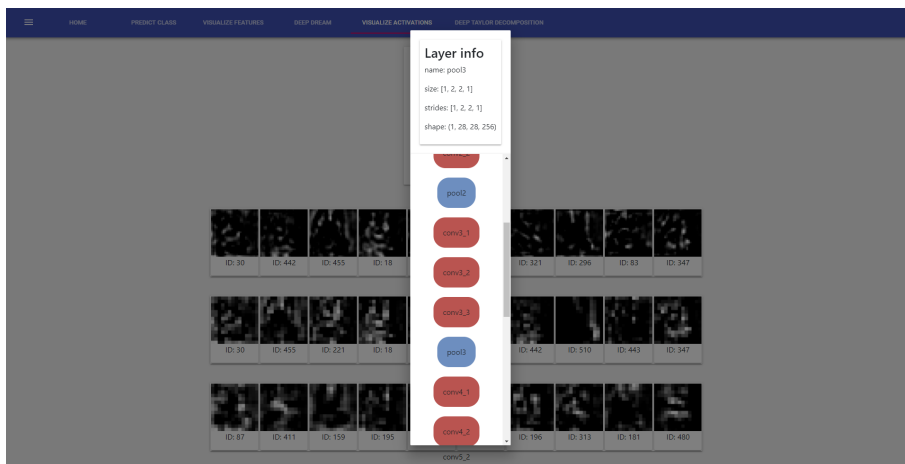 HOME PREDICT CLASS VISUALIZE FEATURES DEEP DREAM VISUALIZE ACTIVATIONS DEEP TAYLOR DECOMPOSITION
Layer info
name: pool3
size: [1, 2, 2, 1]
strides: [1, 2, 2, 1]
shape: (1, 28, 28, 256)
pool2
conv3_1
ID: 30 ID: 442 ID: 455 ID: 18 ID: 321 ID: 296 ID: 83 ID: 347
conv3_2
conv3_3
pool3
ID: 30 ID: 455 ID: 221 ID: 18 ID: 442 ID: 510 ID: 443 ID: 347
conv4_1
conv4_2
ID: 87 ID: 411 ID: 159 ID: 195 ID: 196 ID: 313 ID: 181 ID: 480
conv5_2